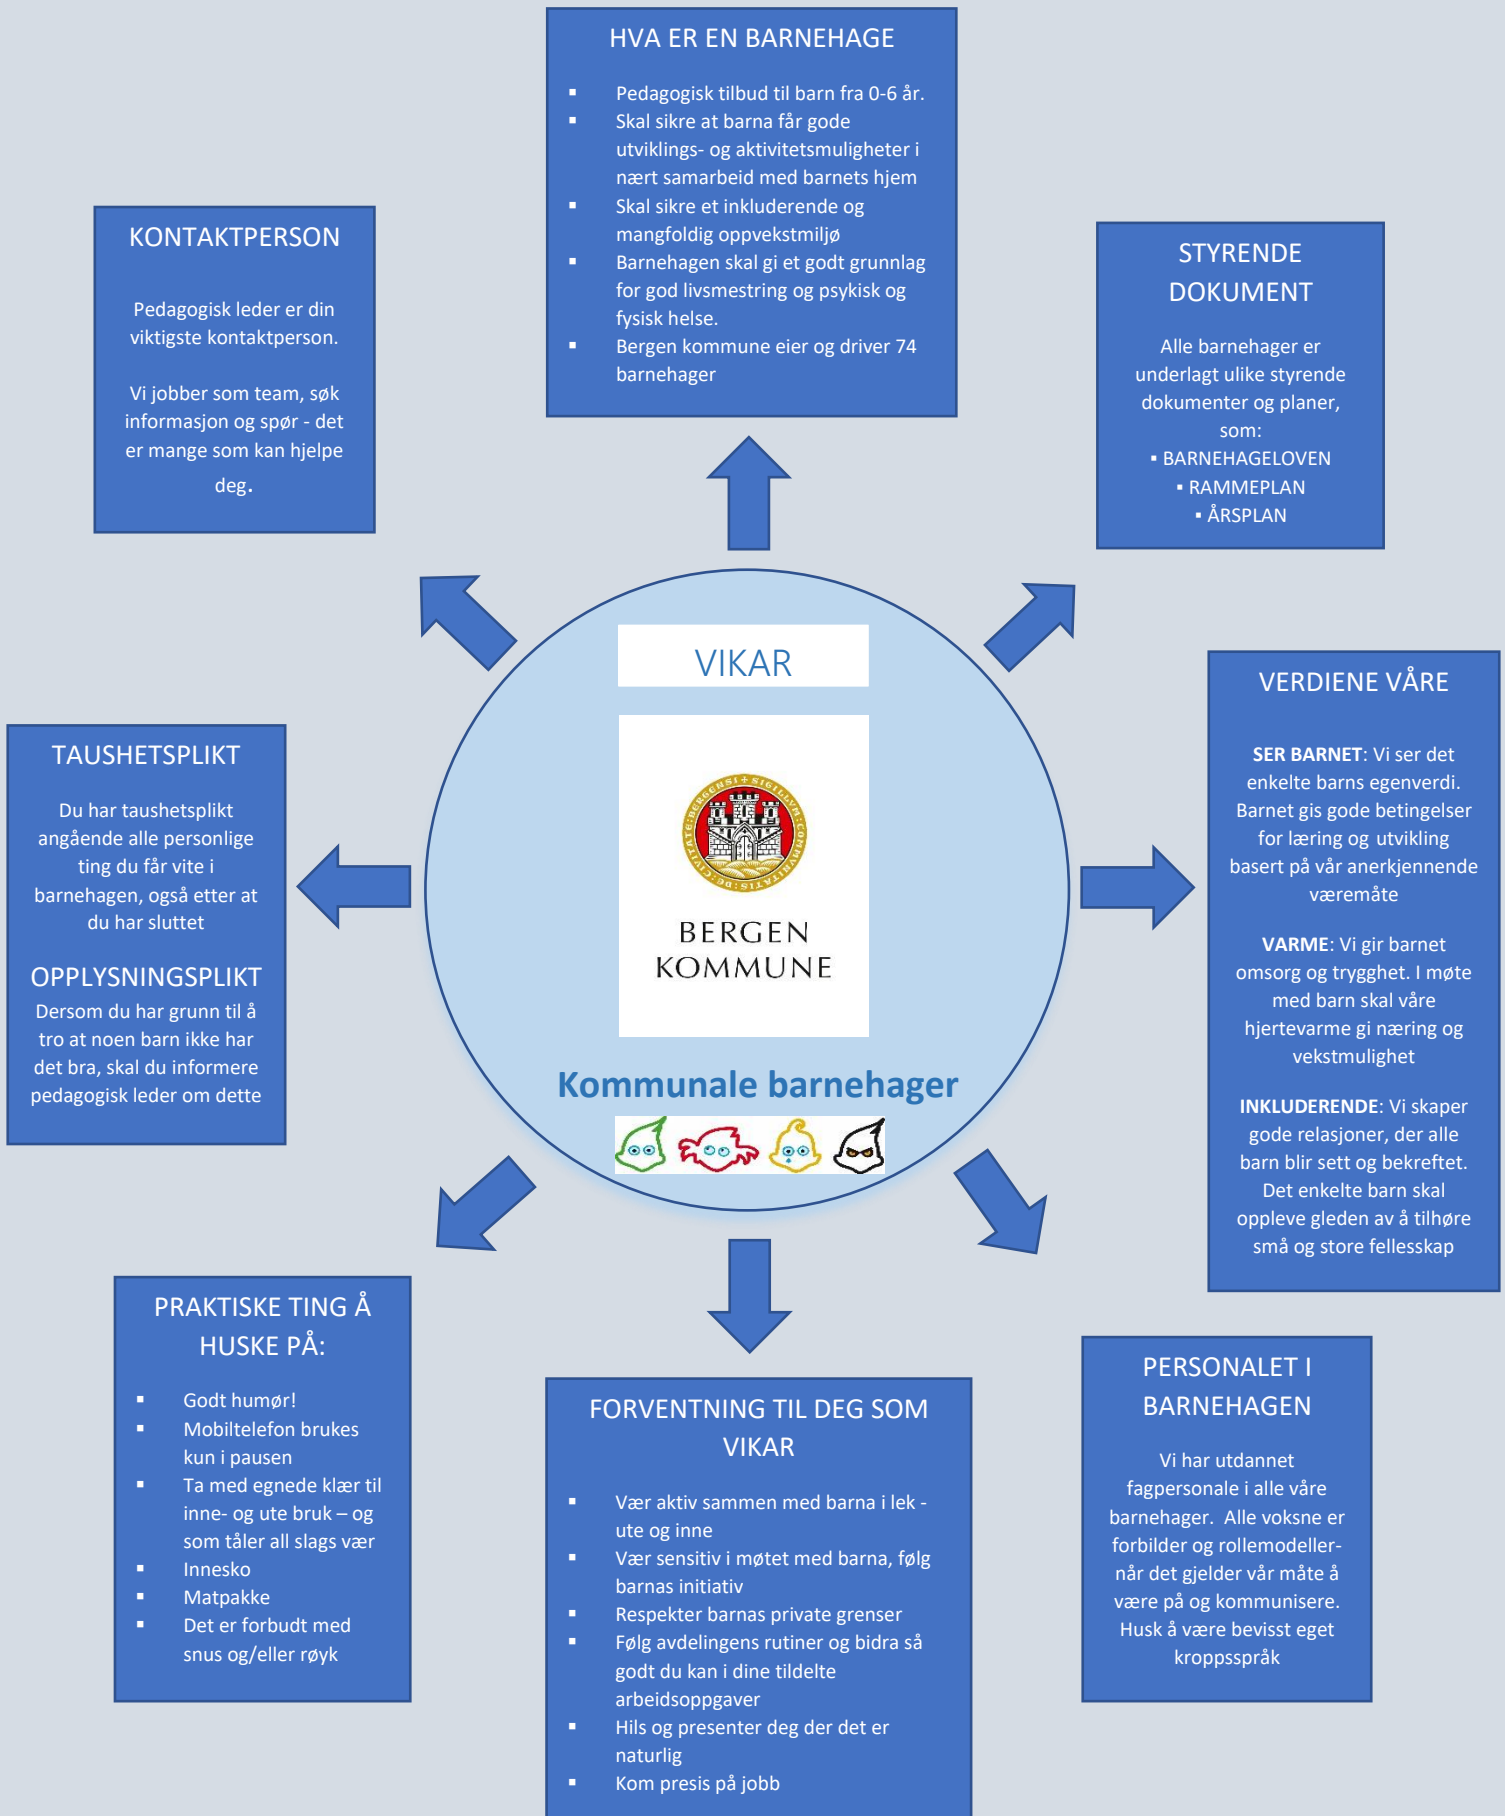 HVA ER EN BARNEHAGE
▪ Pedagogisk tilbud til barn fra 0-6 år.
▪ Skal sikre at barna får gode
utviklings- og aktivitetsmuligheter i
nært samarbeid med barnets hjem
▪ Skal sikre et inkluderende og
mangfoldig oppvekstmiljø
▪ Barnehagen skal gi et godt grunnlag
for god livsmestring og psykisk og
fysisk helse.
▪ Bergen kommune eier og driver 74
barnehager
KONTAKTPERSON
Pedagogisk leder er din
viktigste kontaktperson.
Vi jobber som team, søk
informasjon og spør - det
er mange som kan hjelpe
deg.
STYRENDE
DOKUMENT
Alle barnehager er
underlagt ulike styrende
dokumenter og planer,
som:
▪ BARNEHAGELOVEN
▪ RAMMEPLAN
▪ ÅRSPLAN
VIKAR
BERGEN
KOMMUNE
Kommunale barnehager
TAUSHETSPLIKT
Du har taushetsplikt
angående alle personlige
ting du får vite i
barnehagen, også etter at
du har sluttet
OPPLYSNINGSPLIKT
Dersom du har grunn til å
tro at noen barn ikke har
det bra, skal du informere
pedagogisk leder om dette
VERDIENE VÅRE
SER BARNET: Vi ser det
enkelte barns egenverdi.
Barnet gis gode betingelser
for læring og utvikling
basert på vår anerkjennende
væremåte
VARME: Vi gir barnet
omsorg og trygghet. I møte
med barn skal våre
hjertevarme gi næring og
vekstmulighet
INKLUDERENDE: Vi skaper
gode relasjoner, der alle
barn blir sett og bekreftet.
Det enkelte barn skal
oppleve gleden av å tilhøre
små og store fellesskap
PRAKTISKE TING Å
HUSKE PÅ:
▪ Godt humør!
▪ Mobiltelefon brukes
kun i pausen
▪ Ta med egnede klær til
inne- og ute bruk – og
som tåler all slags vær
▪ Innesko
▪ Matpakke
▪ Det er forbudt med
snus og/eller røyk
FORVENTNING TIL DEG SOM
VIKAR
▪ Vær aktiv sammen med barna i lek -
ute og inne
▪ Vær sensitiv i møtet med barna, følg
barnas initiativ
▪ Respekter barnas private grenser
▪ Følg avdelingens rutiner og bidra så
godt du kan i dine tildelte
arbeidsoppgaver
▪ Hils og presenter deg der det er
naturlig
▪ Kom presis på jobb
PERSONALET I
BARNEHAGEN
Vi har utdannet
fagpersonale i alle våre
barnehager. Alle voksne er
forbilder og rollemodeller-
når det gjelder vår måte å
være på og kommunisere.
Husk å være bevisst eget
kroppsspråk